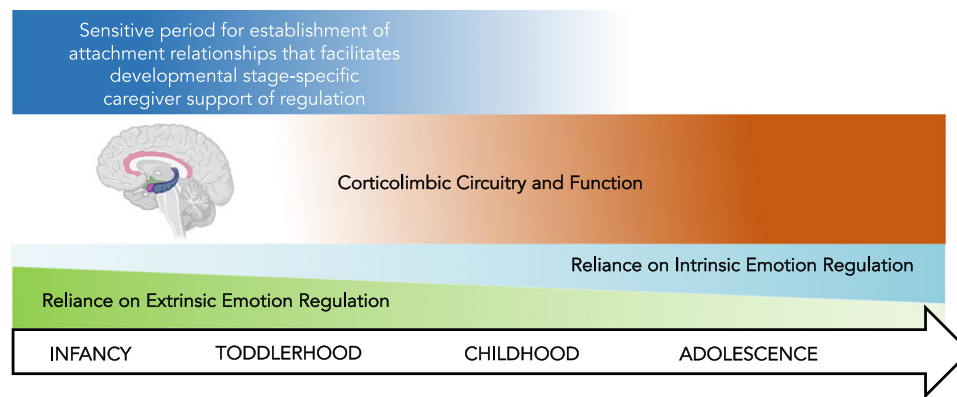 Sensitive period for establishment of
attachment relationships that facilitates
developmental stage-specific
caregiver support of regulation
Corticolimbic Circuitry and Function
Reliance on Intrinsic Emotion Regulation
Reliance on Extrinsic Emotion Regulation
INFANCY TODDLERHOOD CHILDHOOD ADOLESCENCE